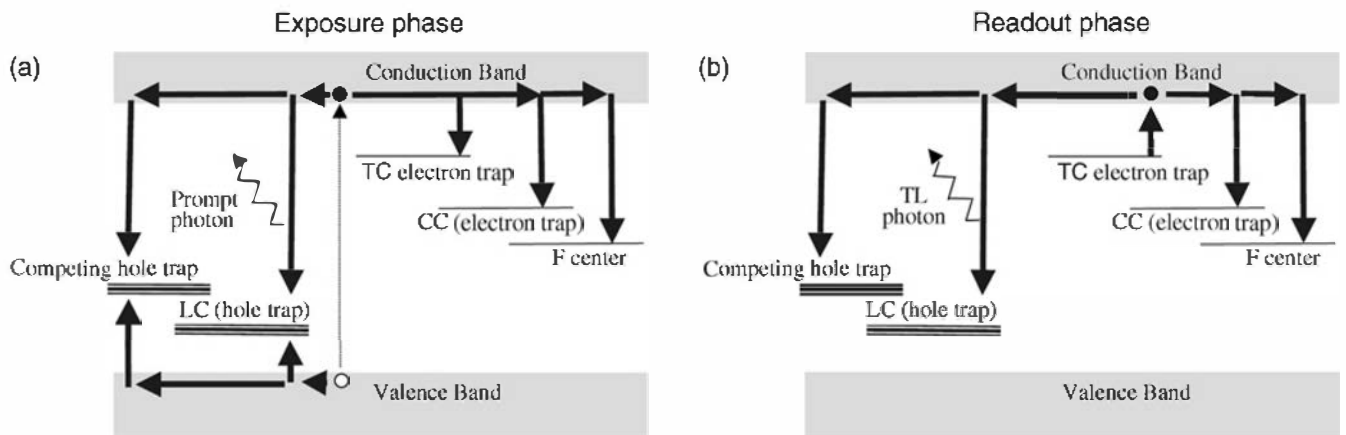 Exposure phase
(a)
Conduction Band
TC electron trap
Prompt
photon
CC (electron trap)
F center
Competing hole trap
LC (hole trap)
Valence Band
Readout phase
(b)
Conduction Band
TC electron trap
TL
photon
CC (electron trap)
F center
Competing hole trap
LC (hole trap)
Valence Band